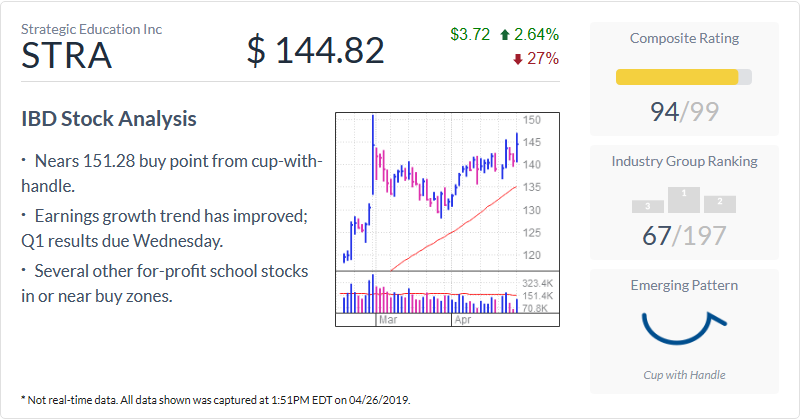 Strategic Education Inc
STRA
$ 144.82
$3.72 2.64%
27%
IBD Stock Analysis
• Nears 151.28 buy point from cup-with-
handle.
• Earnings growth trend has improved;
Q1 results due Wednesday.
• Several other for-profit school stocks
in or near buy zones.
150
145
140
135
130
125
120
323.4K
151.4K
70.8K
Mar
Apr
Composite Rating
94/99
Industry Group Ranking
3
1
2
67/197
Emerging Pattern
Cup with Handle
* Not real-time data. All data shown was captured at 1:51PM EDT on 04/26/2019.